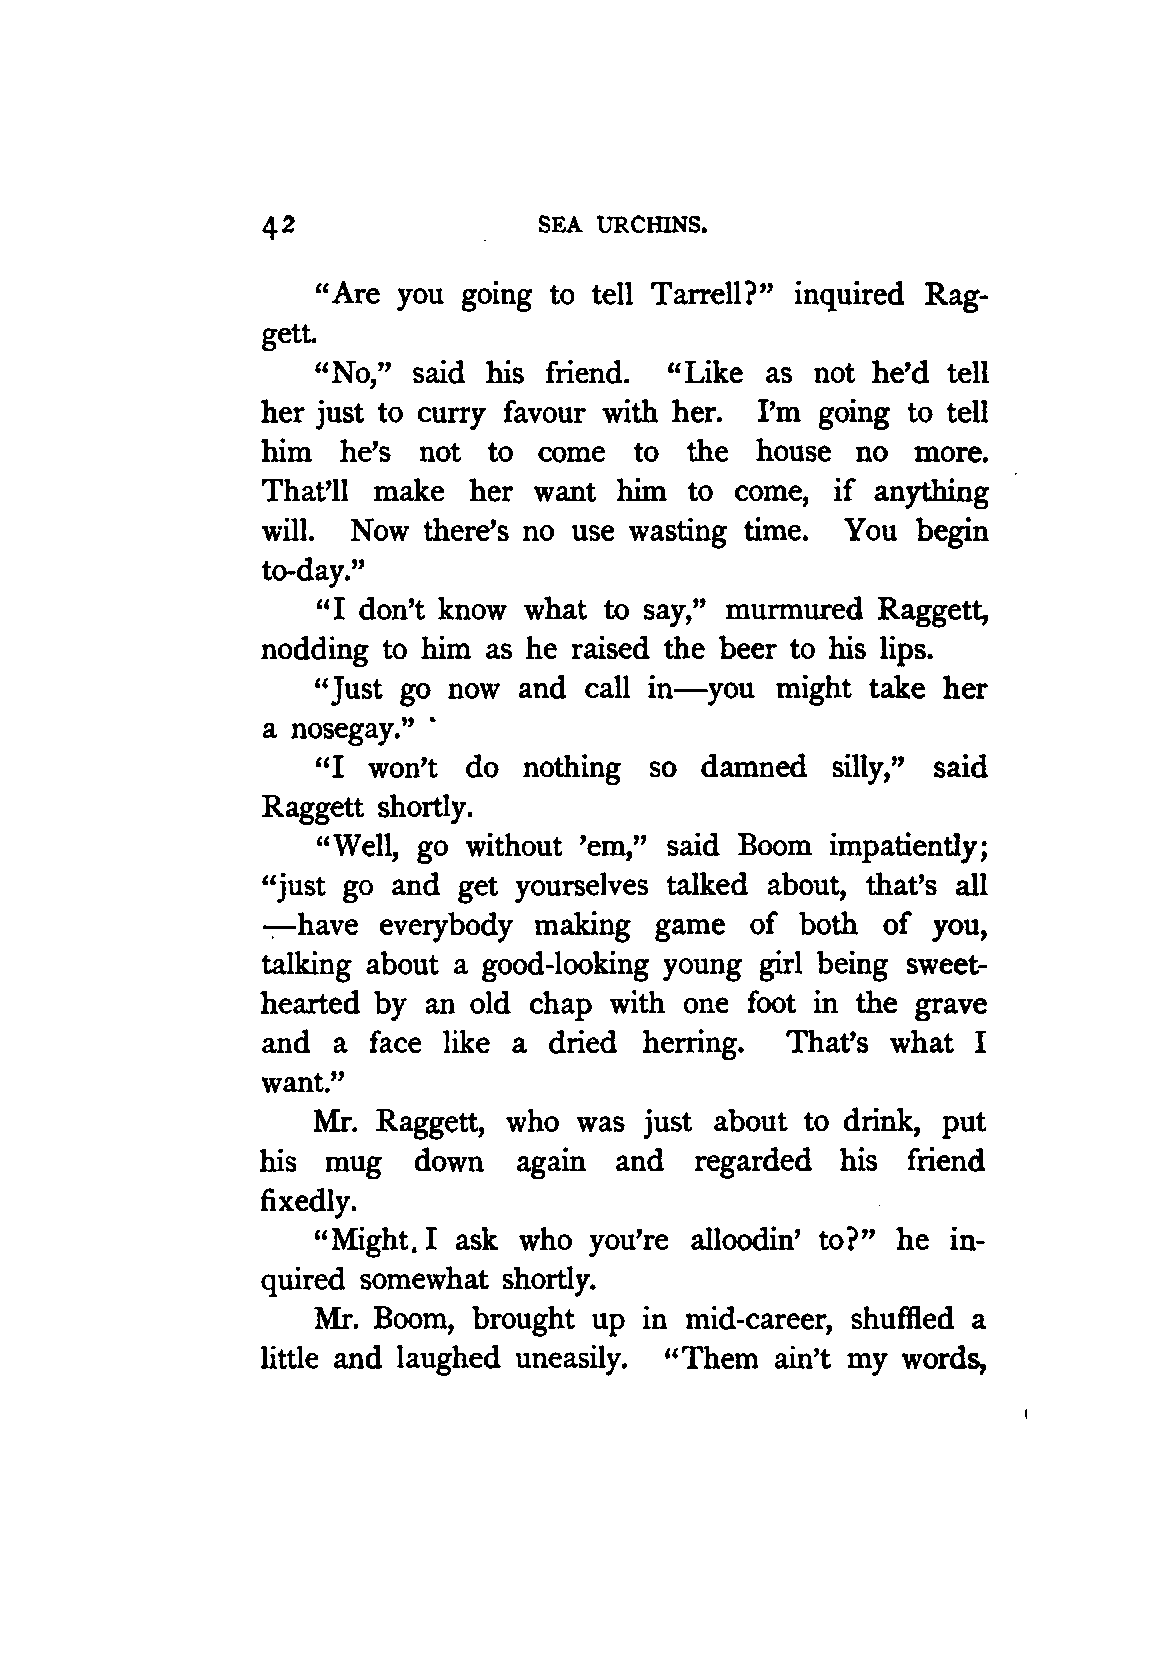 42 SEA URCHINS.
“Are you going to tell Tarrell?” inquired Rag-
gett.
“No,” said his friend. “Like as not he’d tell
her just to curry favour with her. I’m going to tell
him he’s not to come to the house no more.
That’ll make her want him to come, if anything
will. Now there’s no use wasting time. You begin
to-day.”
“I don’t know what to say,” murmured Raggett,
nodding to him as he raised the beer to his lips.
“Just go now and call in—you might take her
a nosegay.”
“I won’t do nothing so damned silly,” said
Raggett shortly.
“Well, go without ’em,” said Boom impatiently;
“just go and get yourselves talked about, that’s all
—have everybody making game of both of you,
talking about a good-looking young girl being sweet-
hearted by an old chap with one foot in the grave
and a face like a dried herring. That’s what I
want.”
Mr. Raggett, who was just about to drink, put
his mug down again and regarded his friend
fixedly.
“Might I ask who you’re alloodin’ to?” he in-
quired somewhat shortly.
Mr. Boom, brought up in mid-career, shuffled a
little and laughed uneasily. “Them ain’t my words,